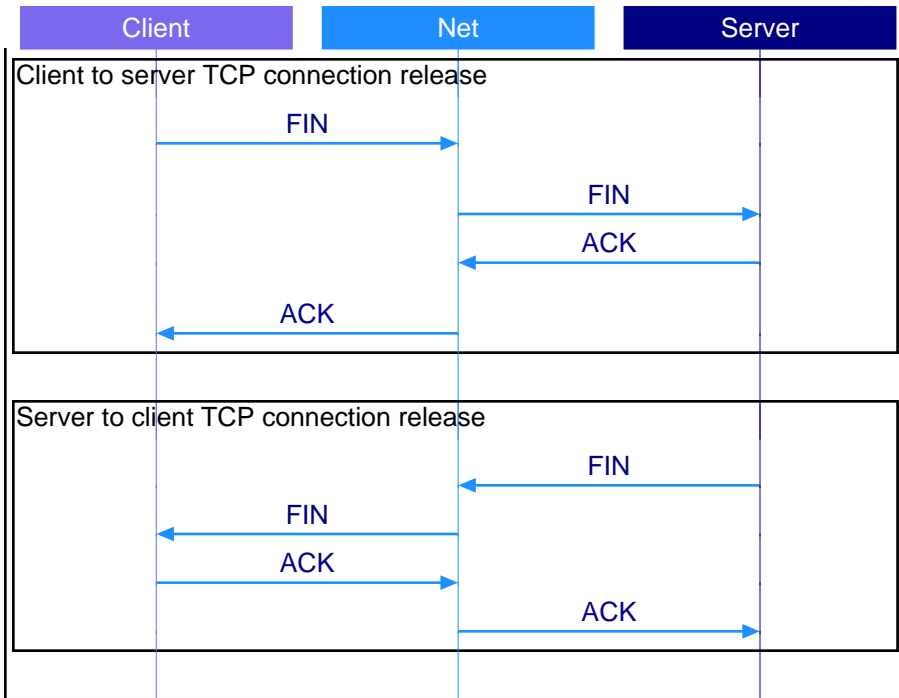 Client Net Server
Client to server TCP connection release
FIN
FIN
ACK
ACK
Server to client TCP connection release
FIN
FIN
ACK
ACK